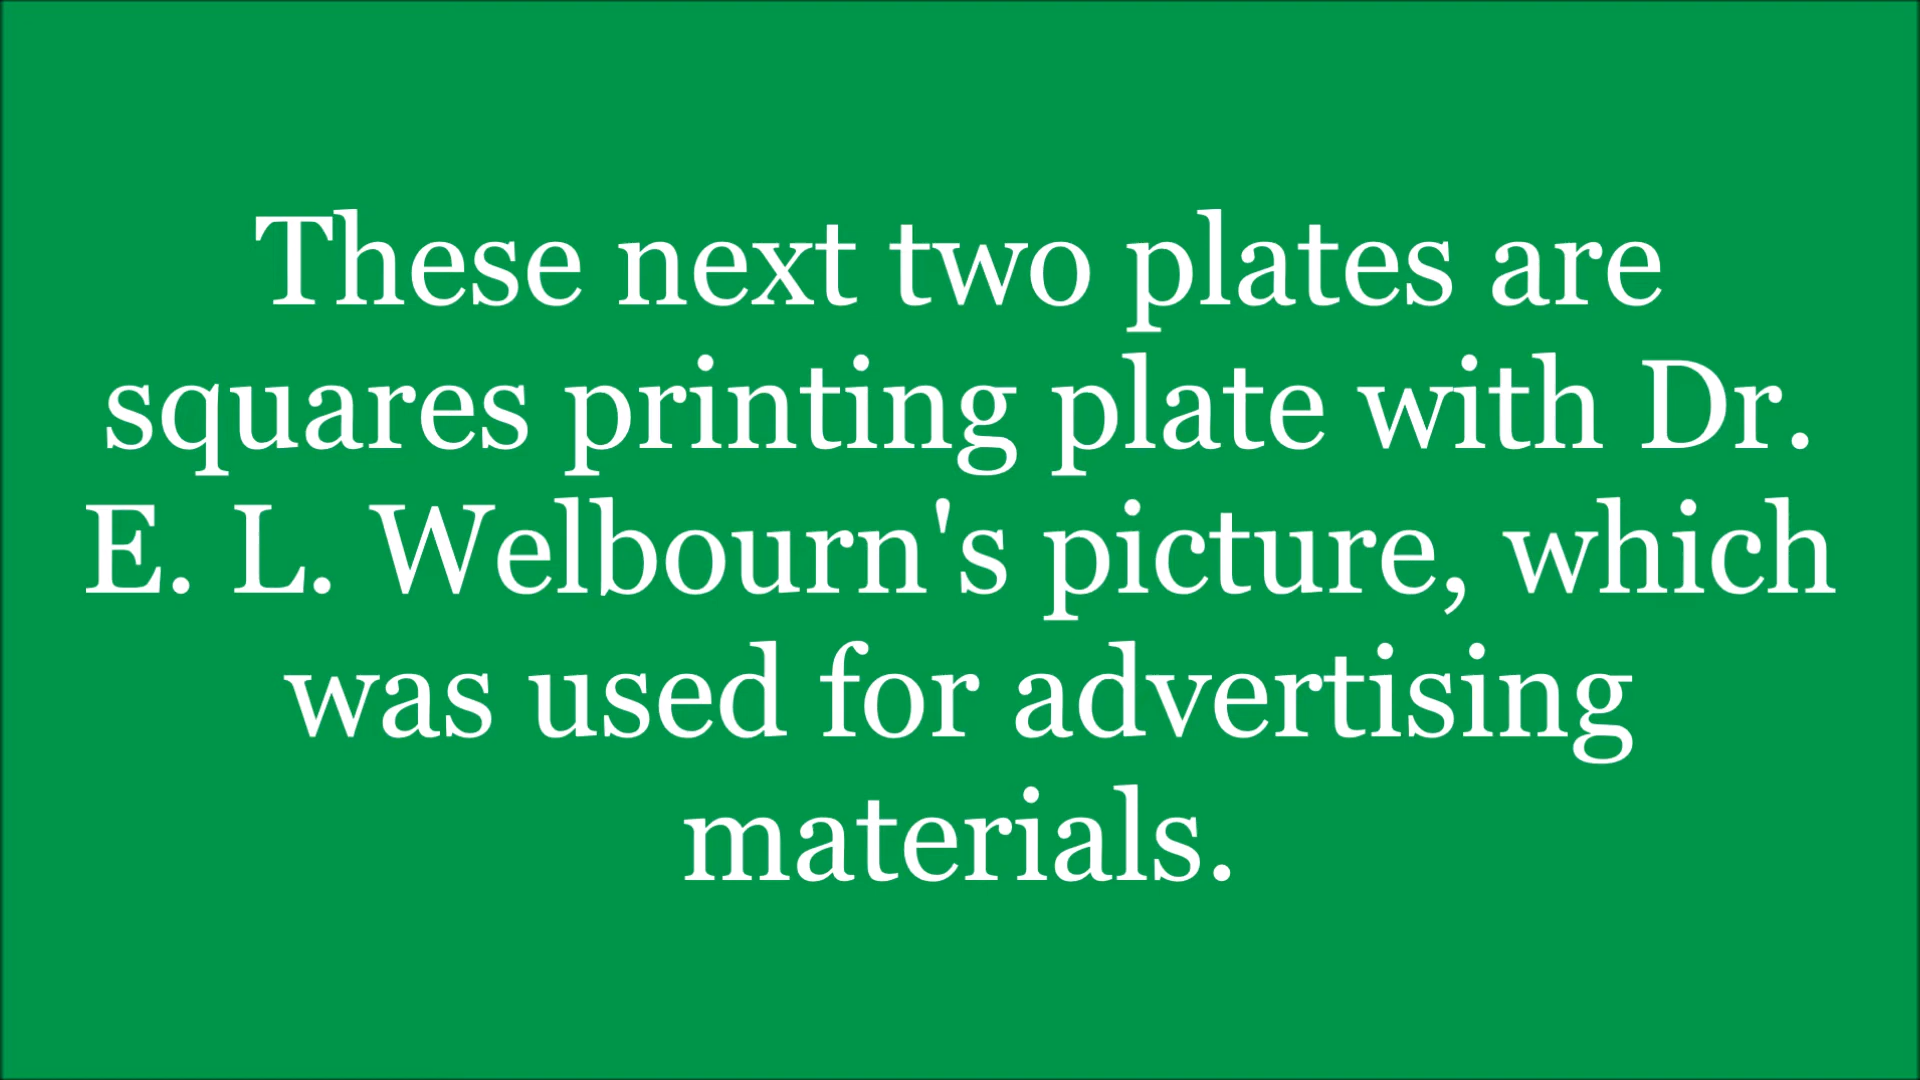 These next two plates are
squares printing plate with Dr.
E. L. Welbourn's picture, which
was used for advertising
materials.